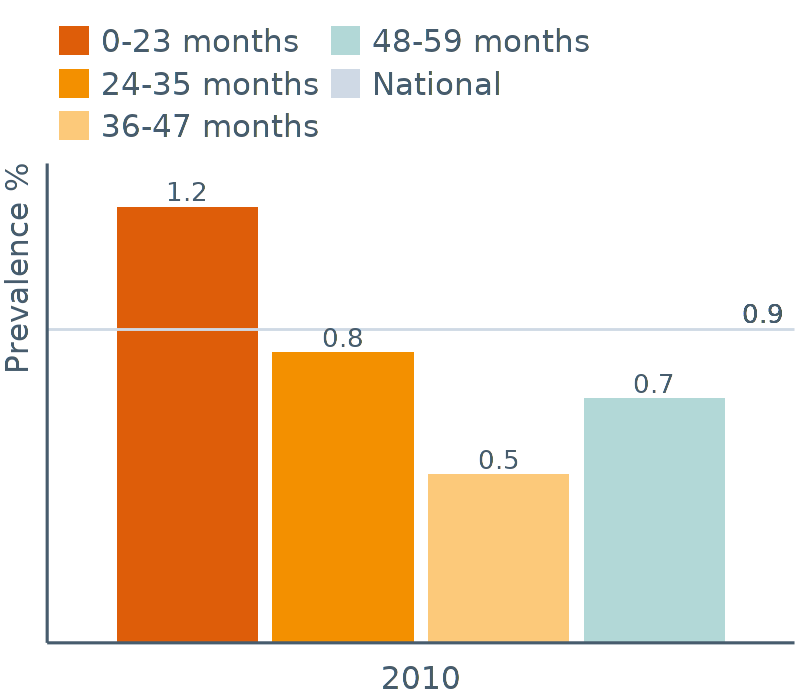 0-23 months
48-59 months
24-35 months
National
36-47 months
Prevalence %
1.2
0.9
0.8
0.7
0.5
2010